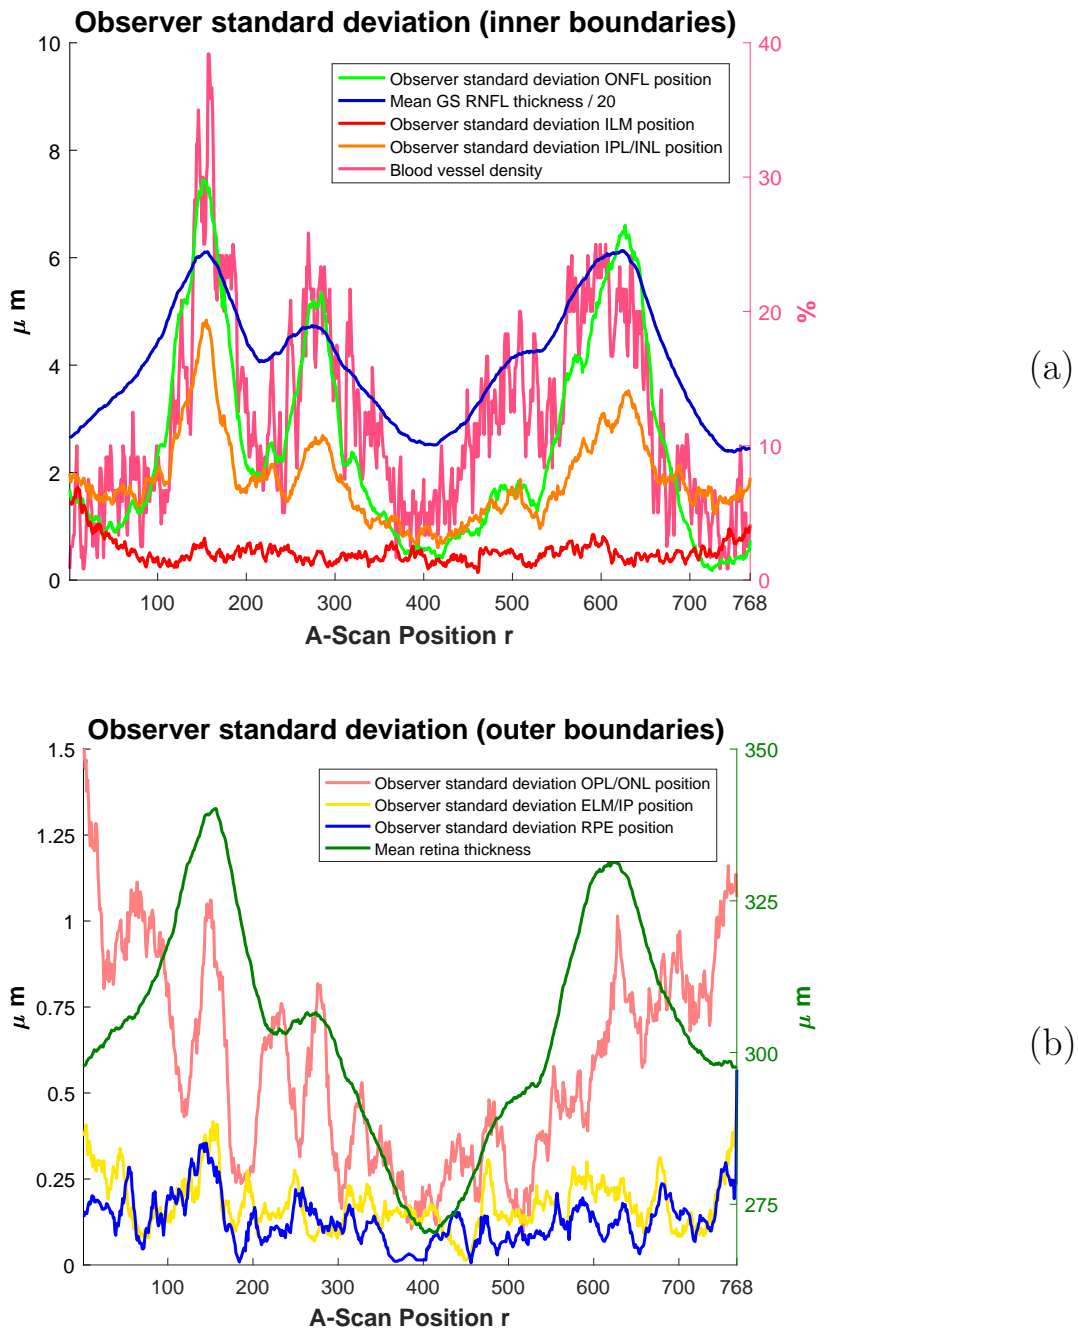 Observer standard deviation (inner boundaries)
10
8
6
4
2
0
μ m
40
30
20
10
0
%
Observer standard deviation ONFL position
Mean GS RNFL thickness / 20
Observer standard deviation ILM position
Observer standard deviation IPL/INL position
Blood vessel density
100 200 300 400 500 600 700 768
A-Scan Position r
(a)
Observer standard deviation (outer boundaries)
1.5
1.25
1
0.75
0.5
0.25
0
μ m
350
325
300
275
μ m
Observer standard deviation OPL/ONL position
Observer standard deviation ELM/IP position
Observer standard deviation RPE position
Mean retina thickness
100 200 300 400 500 600 700 768
A-Scan Position r
(b)